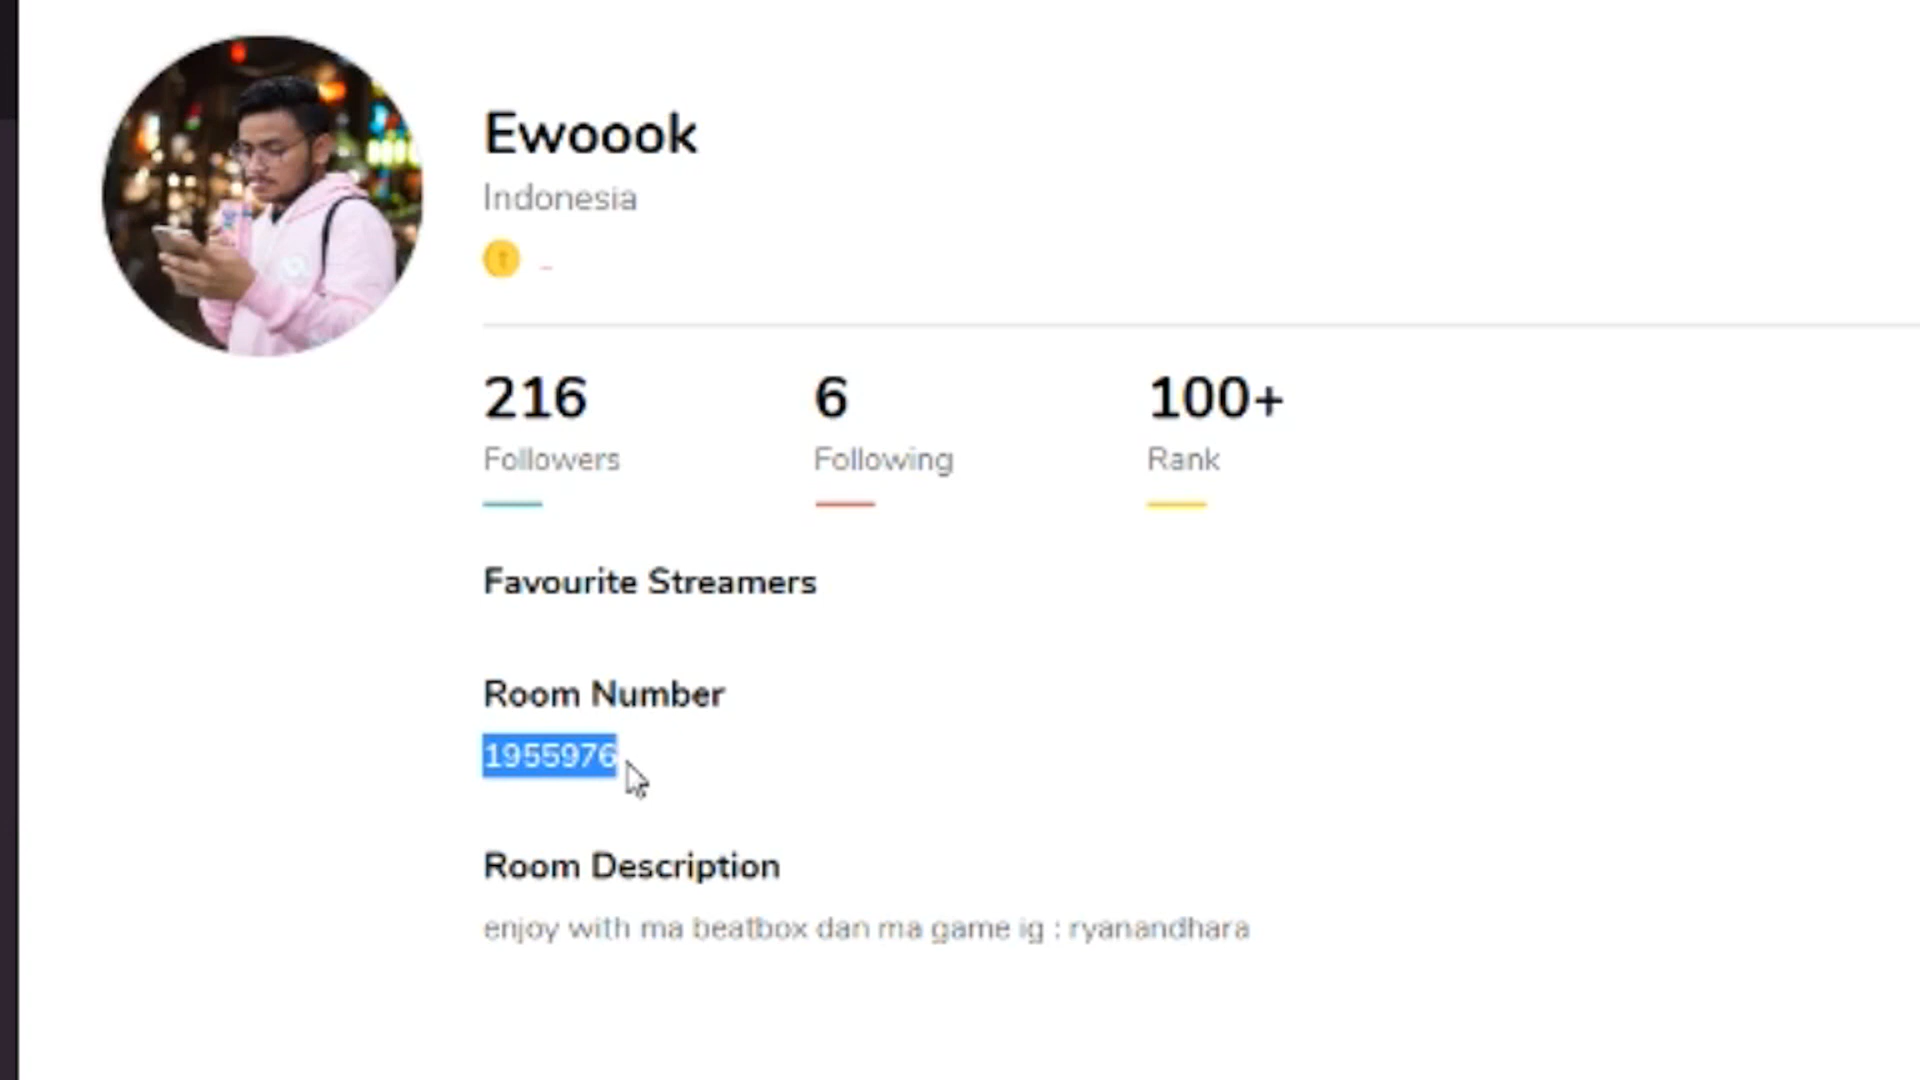 Ewoook
Indonesia
-
216
Followers
6
Following
100+
Rank
Favourite Streamers
Room Number
1955976
Room Description
enjoy with ma beatbox dan ma game ig : ryanandhara